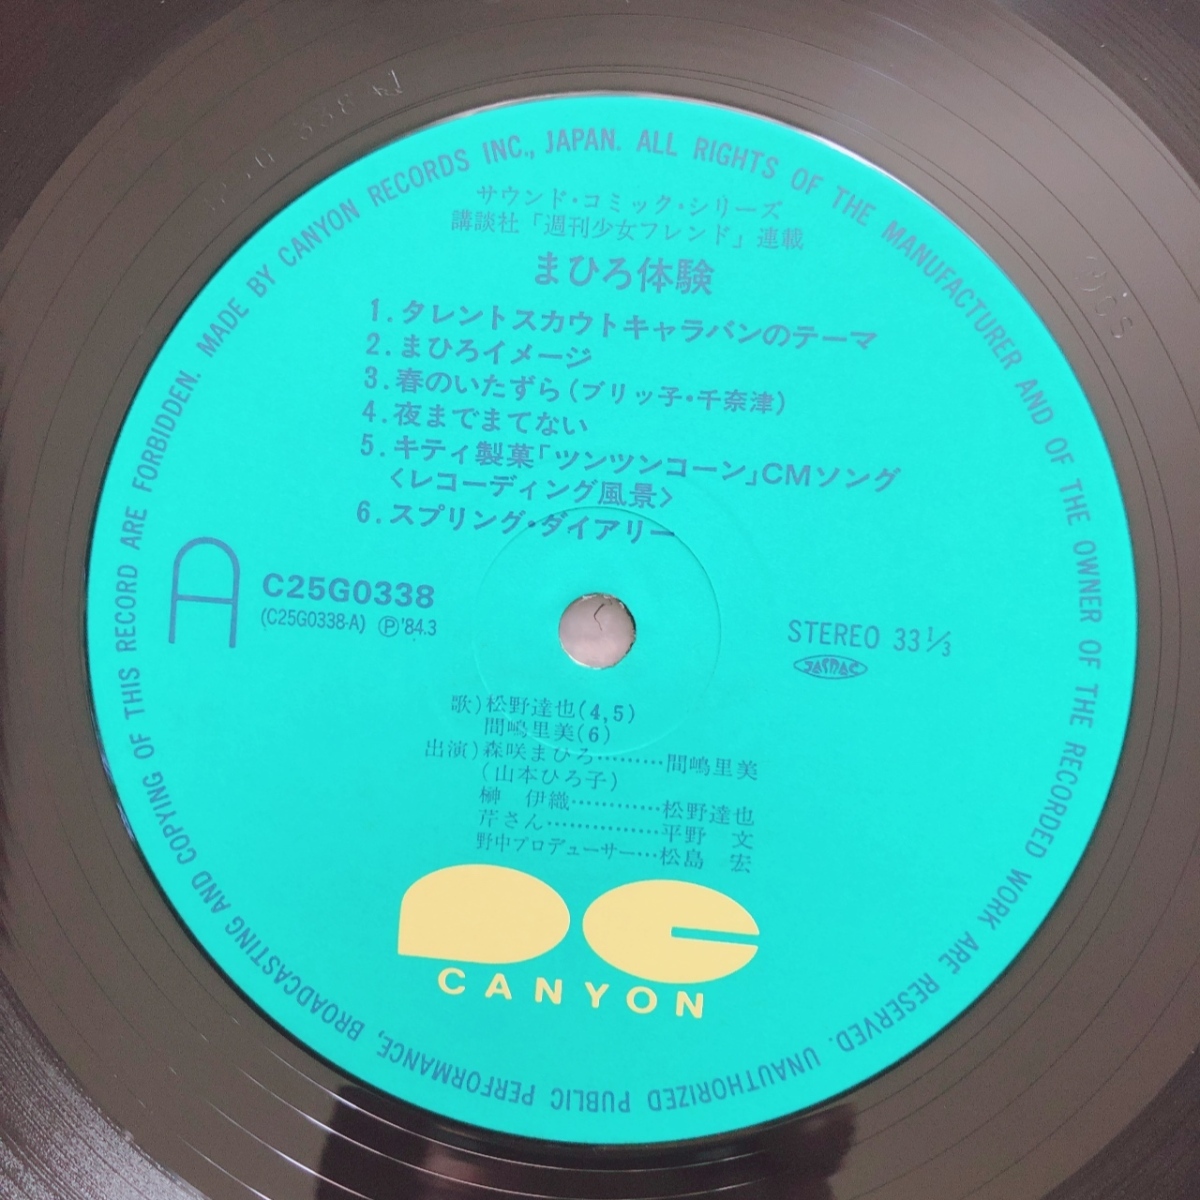 MADE BY CANYON RECORDS INC., JAPAN. ALL RIGHTS OF THE MANUFACTURER AND OF THE OWNER OF THE RECORDED WORK ARE RESERVED. UNAUTHORIZED PUBLIC PERFORMANCE, BROADCASTING AND COPYING OF THIS RECORD ARE FORBIDDEN.
サウンド・コミック・シリーズ
講談社「週刊少女フレンド」連載
まひろ体験
1.タレントスカウトキャラバンのテーマ
2.まひろイメージ
3.春のいたずら(ブリッ子・千奈津)
4.夜までまてない
5.キティ製菓「ツンツンコーン」CMソング
<レコーディング風景>
6.スプリング・ダイアリー
A
C25G0338
(C25G0338-A) Ⓟ'84.3
STEREO 33 1/3
JASRAC
歌)松野達也(4,5)
間嶋里美(6)
出演)森咲まひろ………間嶋里美
(山本ひろ子)
榊 伊織…………松野達也
芹さん……………平野 文
野中プロデューサー…松島 宏
CANYON